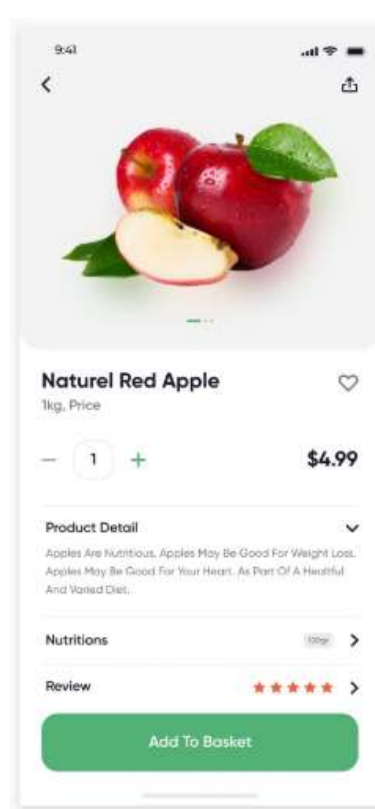 9:41
Naturel Red Apple
1kg, Price
1
$4.99
Product Detail
Apples Are Nutritious. Apples May Be Good For Weight Loss.
Apples May Be Good For Your Heart. As Part Of A Healtful
And Varied Diet.
Nutritions 100gr
Review
Add To Basket